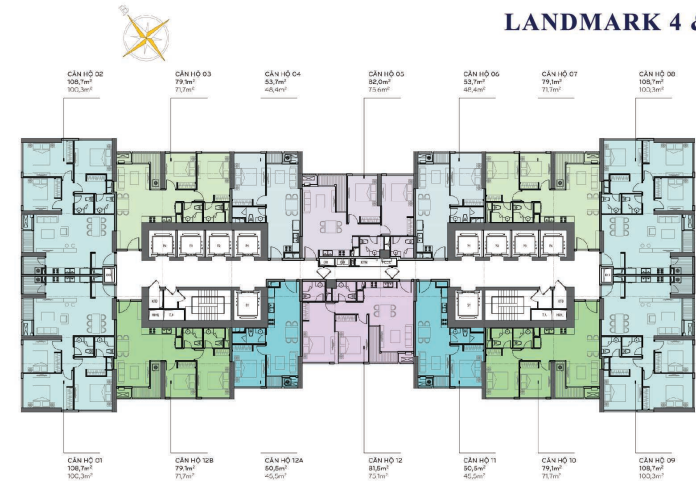 LANDMARK 4 &
CĂN HỘ 02
108,7m²
100,3m²
CĂN HỘ 03
79,1m²
71,7m²
CĂN HỘ 04
53,7m²
48,4m²
CĂN HỘ 05
82,0m²
75,6m²
CĂN HỘ 06
53,7m²
48,4m²
CĂN HỘ 07
79,1m²
71,7m²
CĂN HỘ 08
108,7m²
100,3m²
CĂN HỘ 01
108,7m²
100,3m²
CĂN HỘ 12B
79,1m²
71,7m²
CĂN HỘ 12A
50,5m²
45,5m²
CĂN HỘ 12
81,5m²
75,1m²
CĂN HỘ 11
50,5m²
45,5m²
CĂN HỘ 10
79,1m²
71,7m²
CĂN HỘ 09
108,7m²
100,3m²